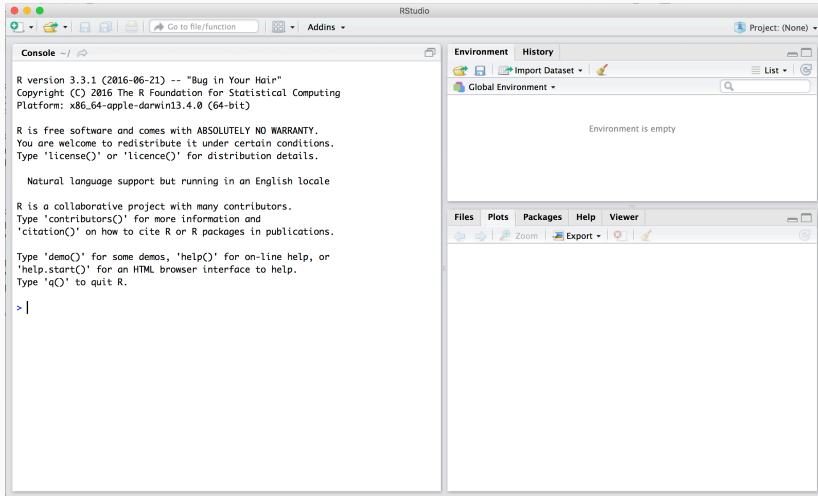 RStudio
Go to file/function
Addins
Project: (None)
Console ~/
R version 3.3.1 (2016-06-21) -- "Bug in Your Hair"
Copyright (C) 2016 The R Foundation for Statistical Computing
Platform: x86_64-apple-darwin13.4.0 (64-bit)
R is free software and comes with ABSOLUTELY NO WARRANTY.
You are welcome to redistribute it under certain conditions.
Type 'license()' or 'licence()' for distribution details.
Natural language support but running in an English locale
R is a collaborative project with many contributors.
Type 'contributors()' for more information and
'citation()' on how to cite R or R packages in publications.
Type 'demo()' for some demos, 'help()' for on-line help, or
'help.start()' for an HTML browser interface to help.
Type 'q()' to quit R.
>
Environment History
Import Dataset
List
Global Environment
Environment is empty
Files Plots Packages Help Viewer
Zoom Export